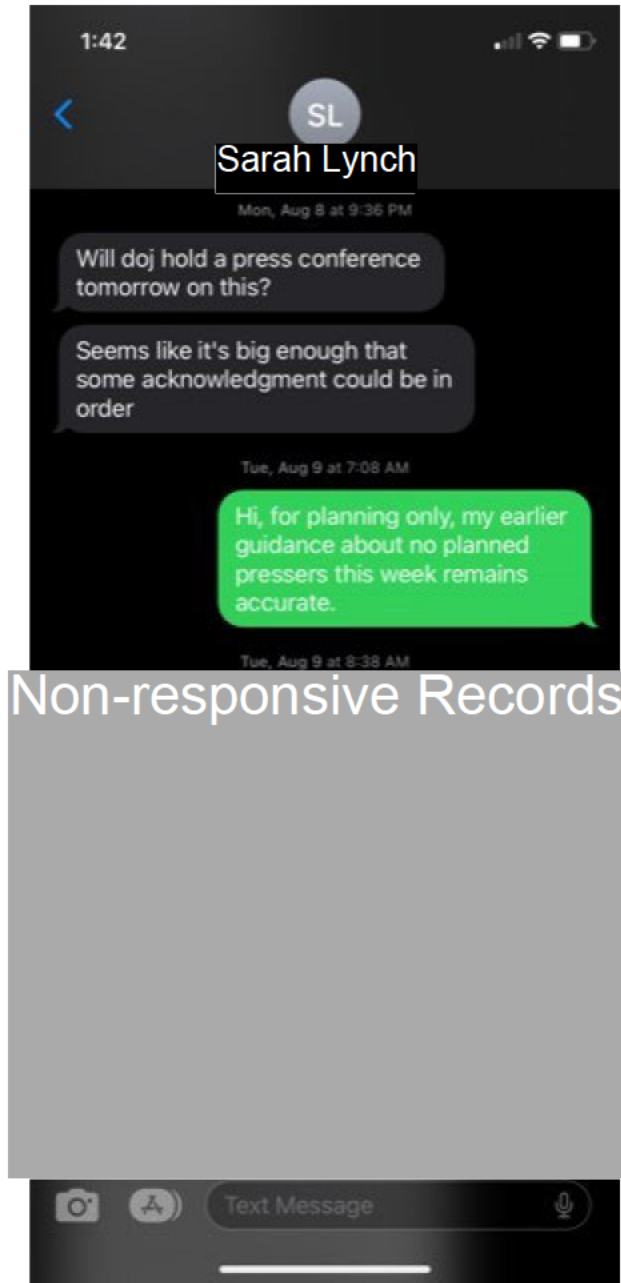 1:42
SL
Sarah Lynch
Mon, Aug 8 at 9:36 PM
Will doj hold a press conference
tomorrow on this?
Seems like it's big enough that
some acknowledgment could be in
order
Tue, Aug 9 at 7:08 AM
Hi, for planning only, my earlier
guidance about no planned
pressers this week remains
accurate.
Tue, Aug 9 at 8:38 AM
Non-responsive Records
Text Message